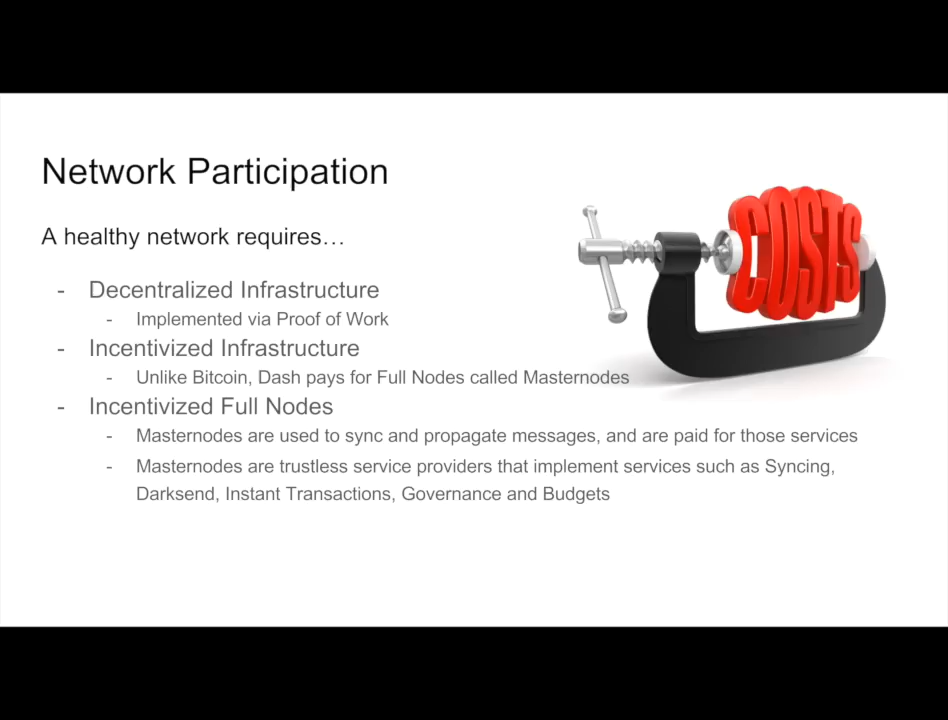 Network Participation
COSTS
A healthy network requires…
- Decentralized Infrastructure
- Implemented via Proof of Work
- Incentivized Infrastructure
- Unlike Bitcoin, Dash pays for Full Nodes called Masternodes
- Incentivized Full Nodes
- Masternodes are used to sync and propagate messages, and are paid for those services
- Masternodes are trustless service providers that implement services such as Syncing,
Darksend, Instant Transactions, Governance and Budgets